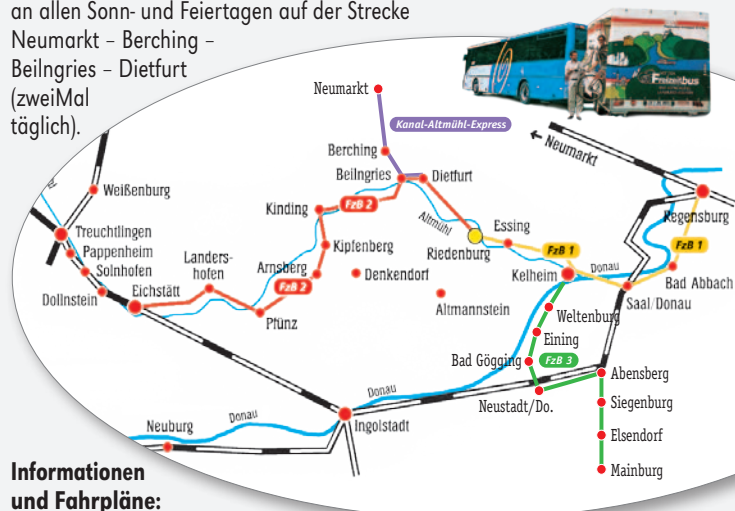 an allen Sonn- und Feiertagen auf der Strecke
Neumarkt – Berching –
Beilngries – Dietfurt
(zweiMal
täglich).
Freizeitbus
Neumarkt
Kanal-Altmühl-Express
← Neumarkt
Berching
Beilngries
Dietfurt
Weißenburg
Regensburg
Kinding
FzB 2
Altmühl
Essing
Treuchtlingen
Pappenheim
Solnhofen
Kipfenberg
Riedenburg
FzB 1
FzB 1
Landers-
hofen
Arnsberg
Denkendorf
Kelheim
Donau
Bad Abbach
Dollnstein
Eichstätt
FzB 2
Altmannstein
Saal/Donau
Pfünz
Weltenburg
Eining
Bad Gögging
FzB 3
Abensberg
Donau
Neustadt/Do.
Siegenburg
Neuburg
Donau
Ingolstadt
Elsendorf
Mainburg
Informationen
und Fahrpläne: